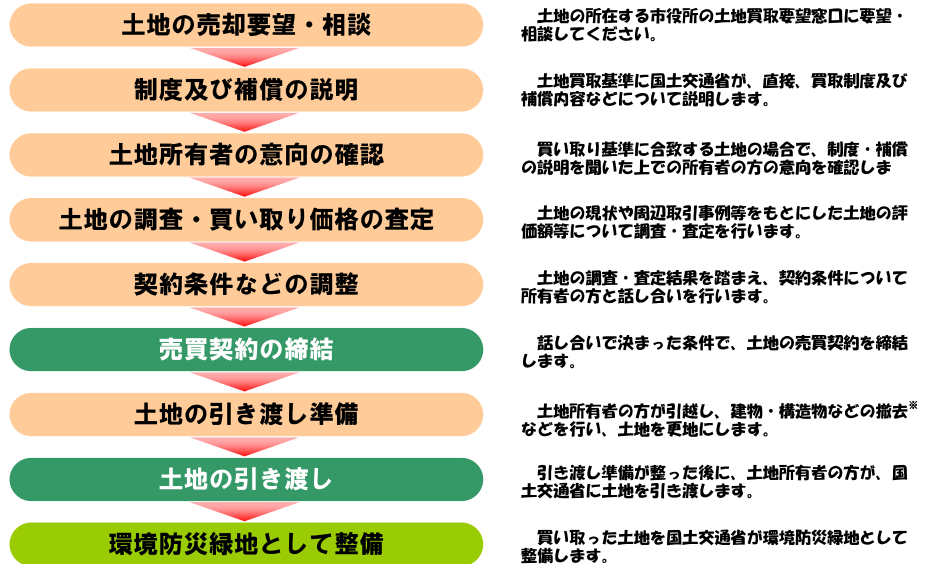 土地の売却要望・相談
土地の所在する市役所の土地買取要望窓口に要望・
相談してください。
制度及び補償の説明
土地買取基準に国土交通省が、直接、買取制度及び
補償内容などについて説明します。
土地所有者の意向の確認
買い取り基準に合致する土地の場合で、制度・補償
の説明を聞いた上での所有者の方の意向を確認しま
土地の調査・買い取り価格の査定
土地の現状や周辺取引事例等をもとにした土地の評
価額等について調査・査定を行います。
契約条件などの調整
土地の調査・査定結果を踏まえ、契約条件について
所有者の方と話し合いを行います。
売買契約の締結
話し合いで決まった条件で、土地の売買契約を締結
します。
土地の引き渡し準備
土地所有者の方が引越し、建物・構造物などの撤去※
などを行い、土地を更地にします。
土地の引き渡し
引き渡し準備が整った後に、土地所有者の方が、国
土交通省に土地を引き渡します。
環境防災緑地として整備
買い取った土地を国土交通省が環境防災緑地として
整備します。